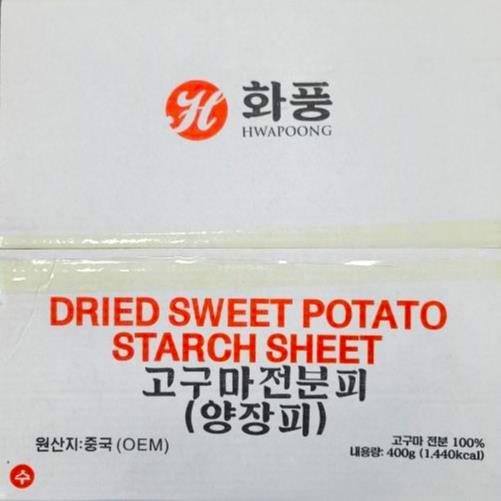 H 화풍
HWAPOONG
DRIED SWEET POTATO
STARCH SHEET
고구마전분피
(양장피)
원산지:중국 (OEM)
고구마 전분 100%
내용량: 400g (1,440kcal)
수